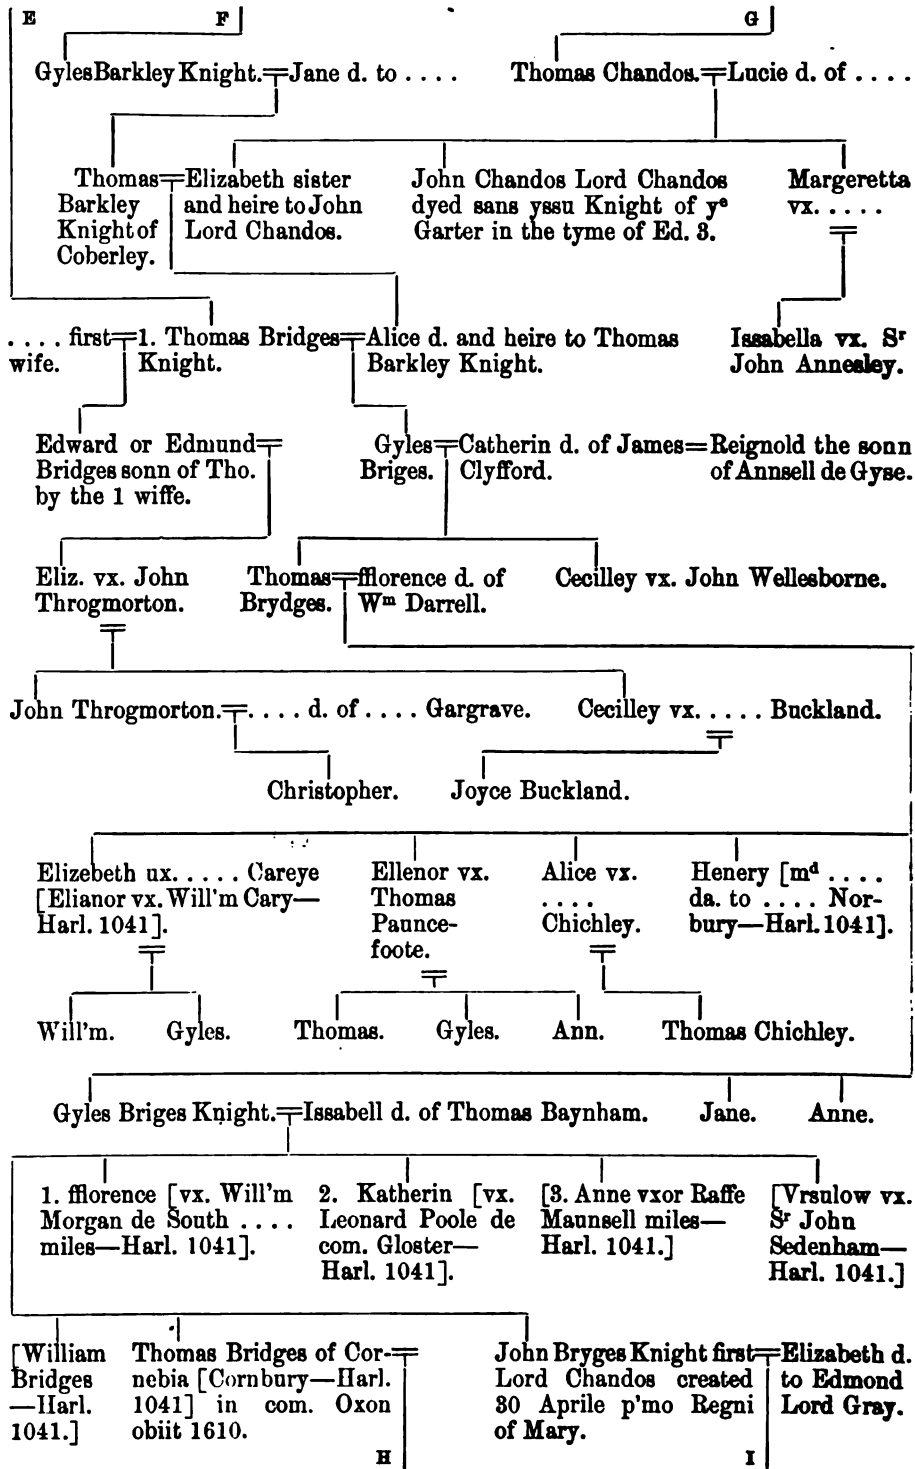 E F G
GylesBarkley Knight. Jane d. to . . . . Thomas Chandos. Lucie d. of . . . .
Thomas Barkley Knight of Coberley.
Elizabeth sister and heire to John Lord Chandos.
John Chandos Lord Chandos dyed sans yssu Knight of yᵉ Garter in the tyme of Ed. 3.
Margeretta vx. . . . .
. . . . first wife.
1. Thomas Bridges Knight.
Alice d. and heire to Thomas Barkley Knight.
Issabella vx. Sʳ John Annesley.
Edward or Edmund Bridges sonn of Tho. by the 1 wiffe.
Gyles Briges.
Catherin d. of James Clyfford.
Reignold the sonn of Annsell de Gyse.
Eliz. vx. John Throgmorton.
Thomas Brydges.
fflorence d. of Wᵐ Darrell.
Cecilley vx. John Wellesborne.
John Throgmorton. . . . . d. of . . . . Gargrave. Cecilley vx. . . . . Buckland.
Christopher. Joyce Buckland.
Elizebeth ux. . . . . Careye [Elianor vx. Will'm Cary—Harl. 1041].
Ellenor vx. Thomas Pauncefoote.
Alice vx. . . . . Chichley.
Henery [mᵈ . . . . da. to . . . . Norbury—Harl. 1041].
Will'm. Gyles. Thomas. Gyles. Ann. Thomas Chichley.
Gyles Briges Knight. Issabell d. of Thomas Baynham. Jane. Anne.
1. fflorence [vx. Will'm Morgan de South . . . . miles—Harl. 1041].
2. Katherin [vx. Leonard Poole de com. Gloster—Harl. 1041].
[3. Anne vxor Raffe Maunsell miles—Harl. 1041.]
[Vrsulow vx. Sʳ John Sedenham—Harl. 1041.]
[William Bridges—Harl. 1041.]
Thomas Bridges of Cornebia [Cornbury—Harl. 1041] in com. Oxon obiit 1610.
John Bryges Knight first Lord Chandos created 30 Aprile p'mo Regni of Mary.
Elizabeth d. to Edmond Lord Gray.
H I